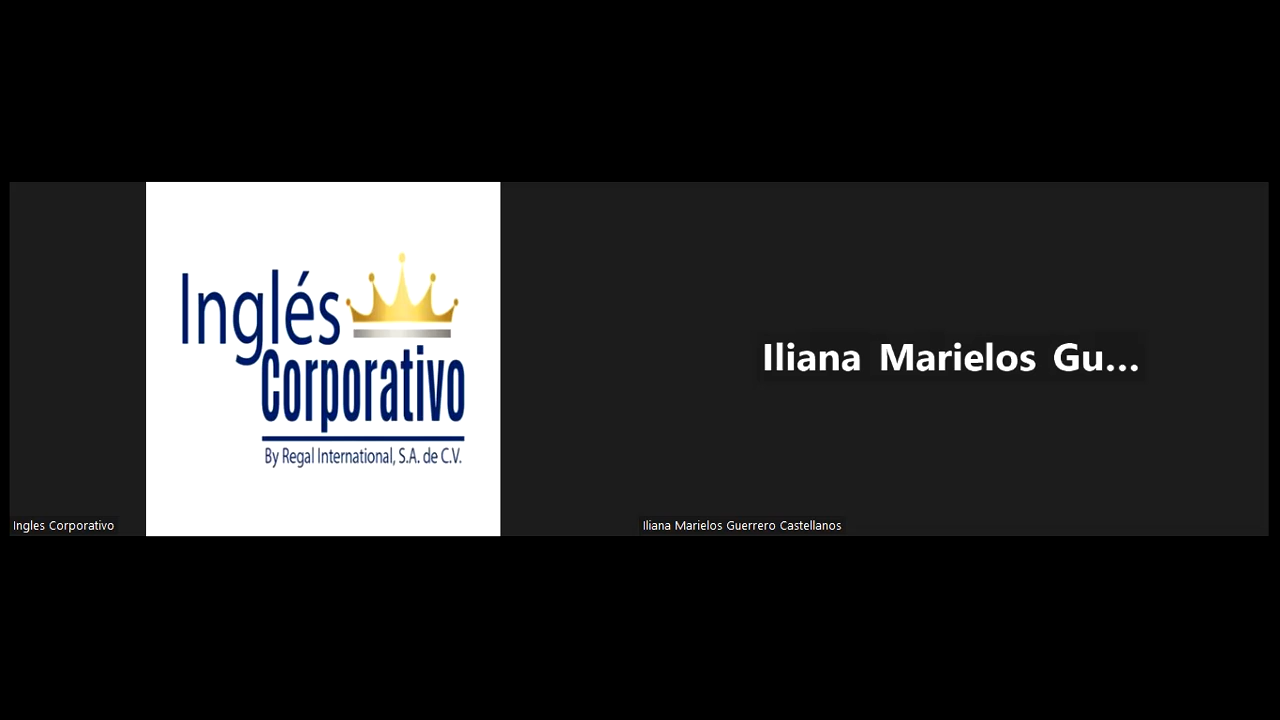 Inglés
Corporativo
By Regal International, S.A. de C.V.
Iliana Marielos Gu...
Ingles Corporativo
Iliana Marielos Guerrero Castellanos